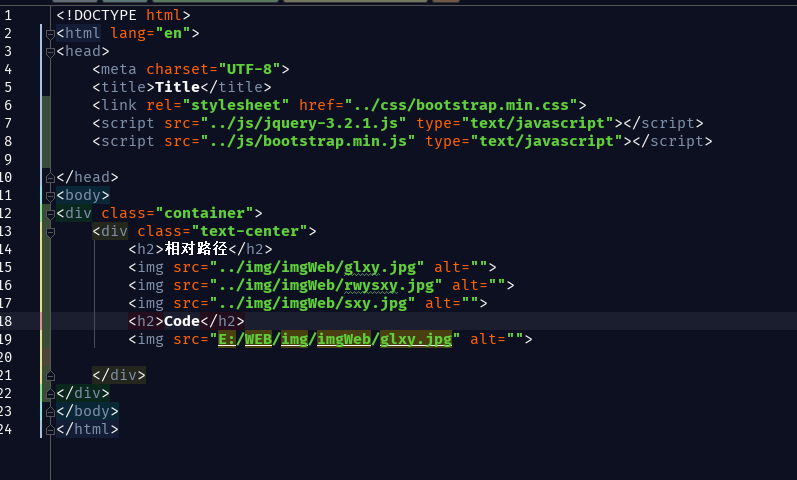 1 <!DOCTYPE html>
2 <html lang="en">
3 <head>
4 <meta charset="UTF-8">
5 <title>Title</title>
6 <link rel="stylesheet" href="../css/bootstrap.min.css">
7 <script src="../js/jquery-3.2.1.js" type="text/javascript"></script>
8 <script src="../js/bootstrap.min.js" type="text/javascript"></script>
9
10 </head>
11 <body>
12 <div class="container">
13 <div class="text-center">
14 <h2>相对路径</h2>
15 <img src="../img/imgWeb/glxy.jpg" alt="">
16 <img src="../img/imgWeb/rwysxy.jpg" alt="">
17 <img src="../img/imgWeb/sxy.jpg" alt="">
18 <h2>Code</h2>
19 <img src="E:/WEB/img/imgWeb/glxy.jpg" alt="">
20
21 </div>
22 </div>
23 </body>
24 </html>